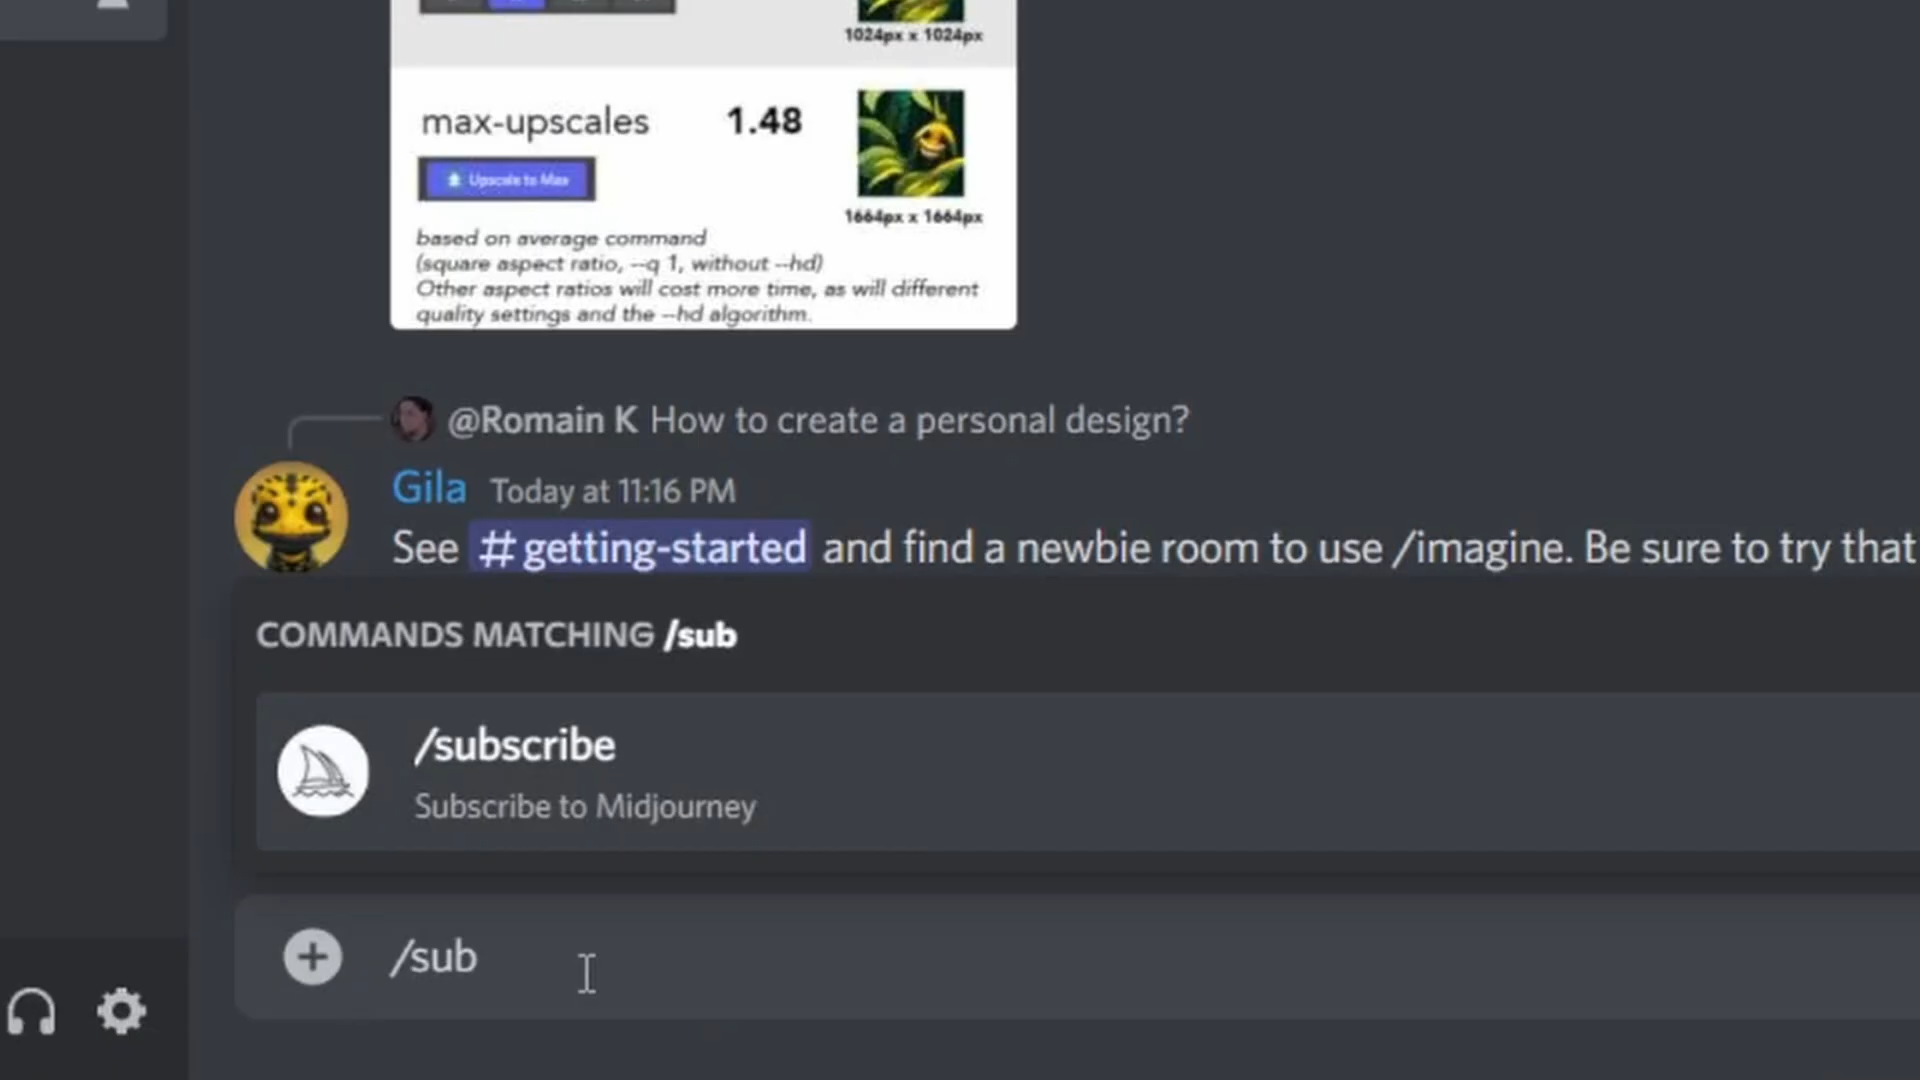 1024px x 1024px
max-upscales 1.48
Upscale to Max
1664px x 1664px
based on average command
(square aspect ratio, --q 1, without --hd)
Other aspect ratios will cost more time, as will different
quality settings and the --hd algorithm.
@Romain K How to create a personal design?
Gila Today at 11:16 PM
See # getting-started and find a newbie room to use /imagine. Be sure to try that
COMMANDS MATCHING /sub
/subscribe
Subscribe to Midjourney
/sub